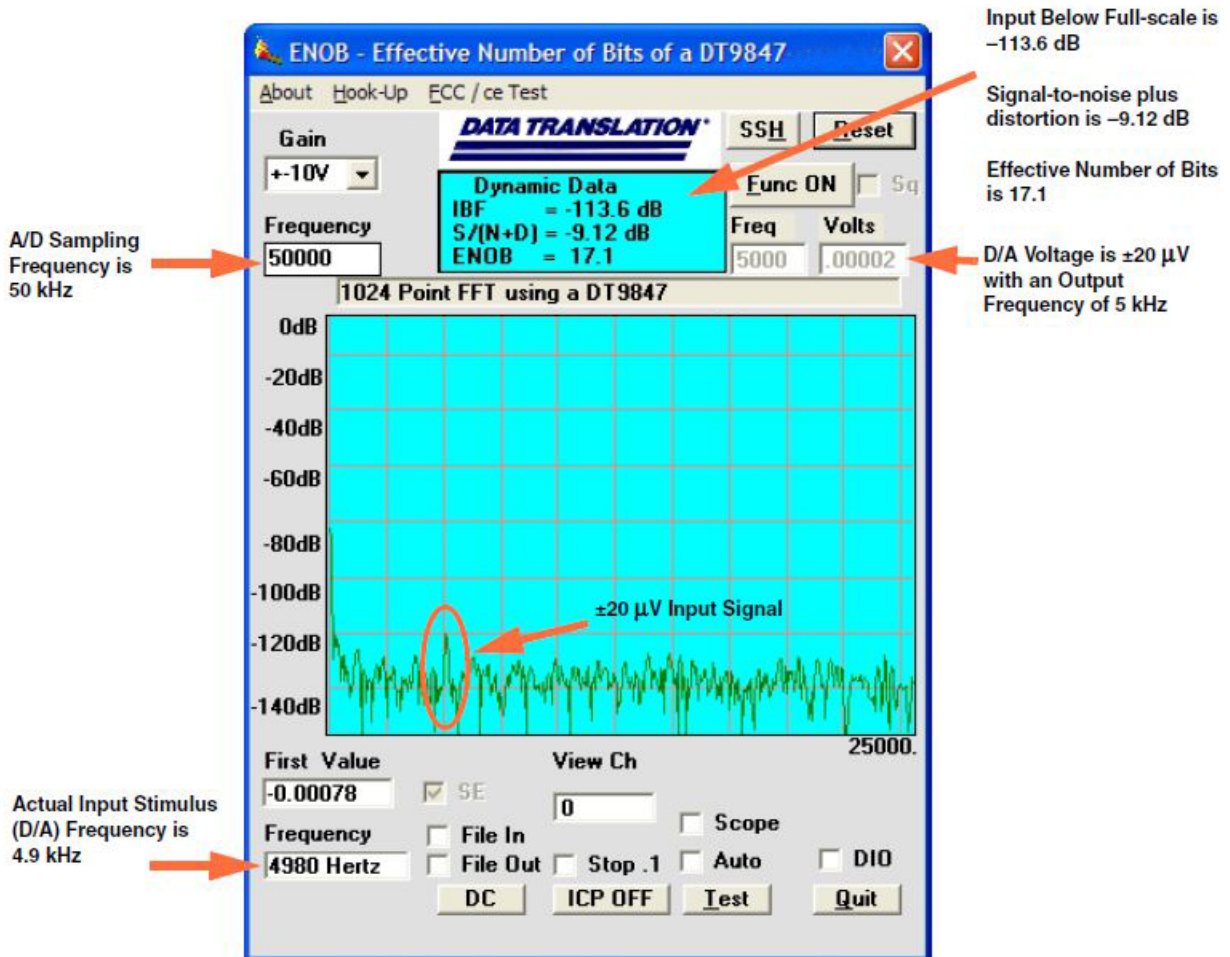 Input Below Full-scale is
–113.6 dB
Signal-to-noise plus
distortion is –9.12 dB
Effective Number of Bits
is 17.1
ENOB - Effective Number of Bits of a DT9847
About Hook-Up FCC / ce Test
Gain
+-10V
DATA TRANSLATION
SSH
Reset
Dynamic Data
IBF = -113.6 dB
S/(N+D) = -9.12 dB
ENOB = 17.1
Func ON
Sq
A/D Sampling
Frequency is
50 kHz
Frequency
50000
Freq
Volts
5000
.00002
D/A Voltage is ±20 µV
with an Output
Frequency of 5 kHz
1024 Point FFT using a DT9847
0dB
-20dB
-40dB
-60dB
-80dB
-100dB
-120dB
-140dB
±20 µV Input Signal
25000.
First Value
-0.00078
SE
View Ch
0
Actual Input Stimulus
(D/A) Frequency is
4.9 kHz
Frequency
4980 Hertz
File In
File Out
Stop .1
Scope
Auto
DIO
DC
ICP OFF
Test
Quit